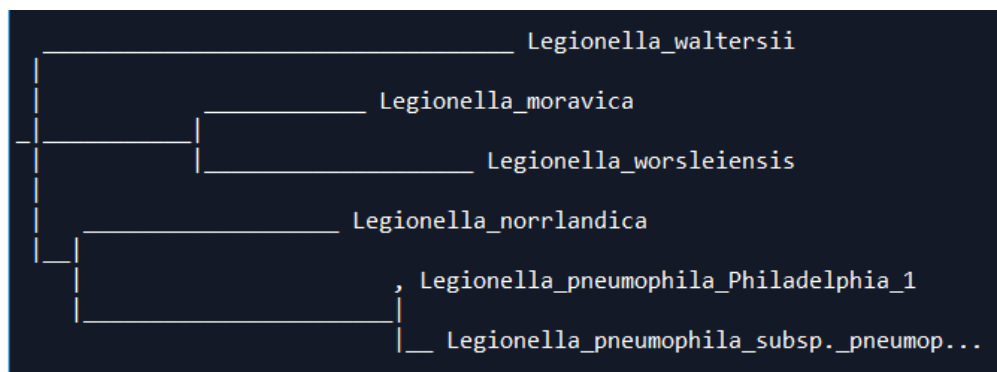 Legionella_waltersii
Legionella_moravica
Legionella_worsleiensis
Legionella_norrlandica
, Legionella_pneumophila_Philadelphia_1
Legionella_pneumophila_subsp._pneumop...